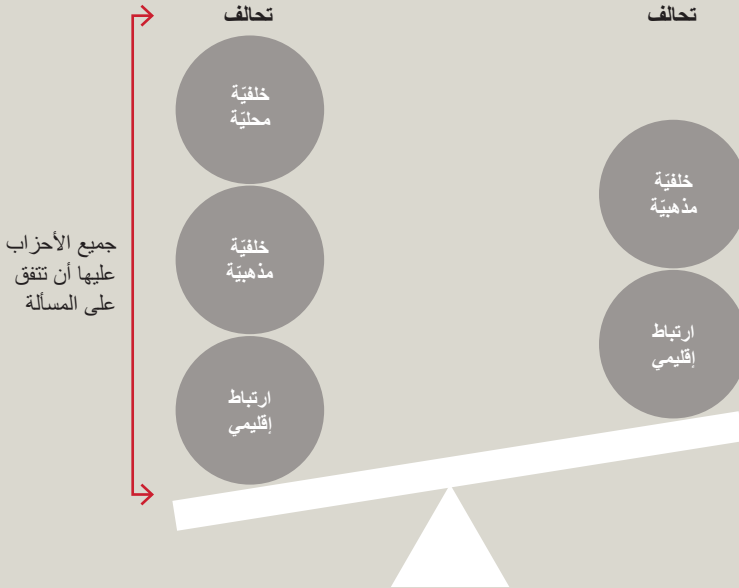 تحالف
خلفيّة
مذهبيّة
ارتباط
إقليمي
تحالف
خلفيّة
محليّة
خلفيّة
مذهبيّة
ارتباط
إقليمي
جميع الأحزاب
عليها أن تتفق
على المسألة